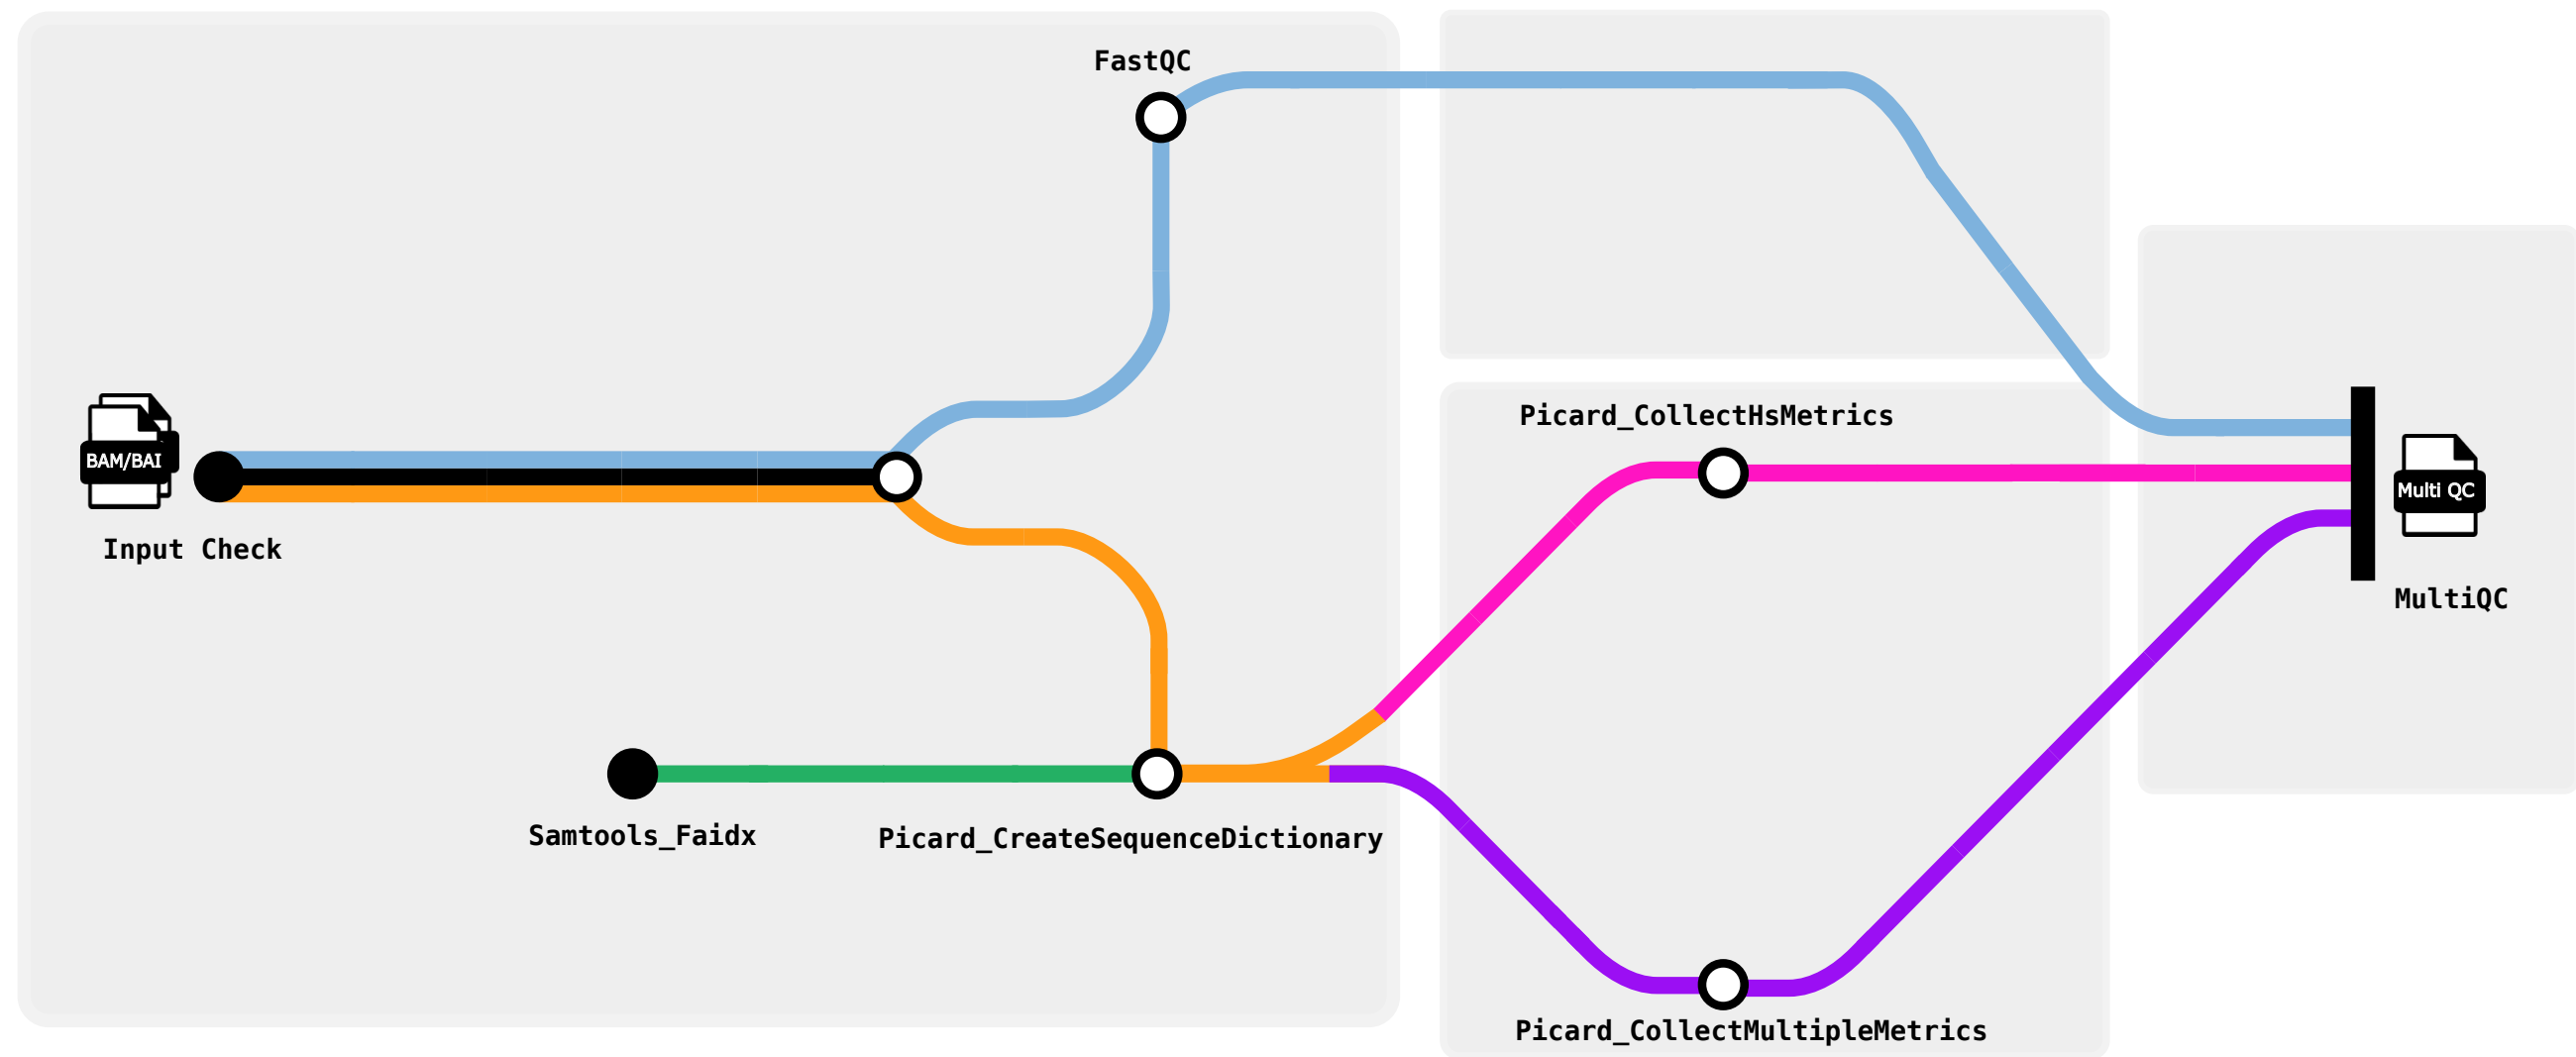 FastQC
BAM/BAI
Input Check
Samtools_Faidx
Picard_CreateSequenceDictionary
Picard_CollectHsMetrics
Picard_CollectMultipleMetrics
Multi QC
MultiQC